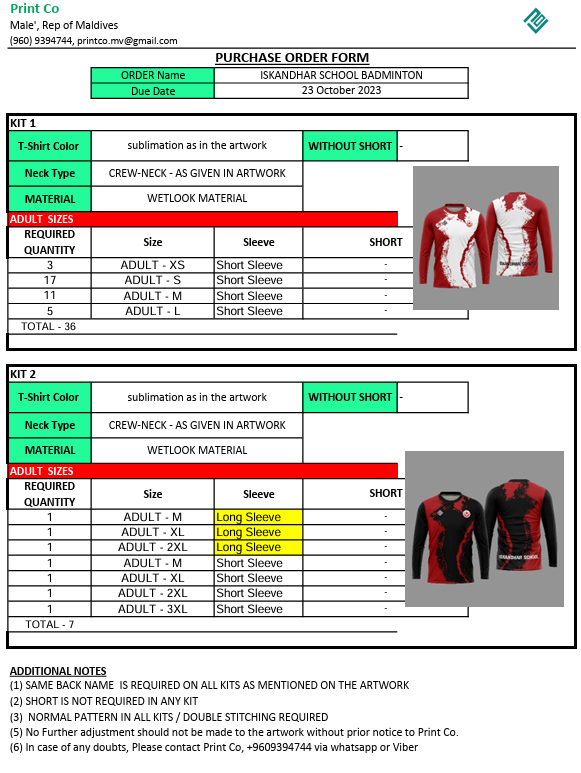 Print Co
Male', Rep of Maldives
(960) 9394744, printco.mv@gmail.com
PURCHASE ORDER FORM
ORDER Name ISKANDHAR SCHOOL BADMINTON
Due Date 23 October 2023
KIT 1
T-Shirt Color sublimation as in the artwork WITHOUT SHORT -
Neck Type CREW-NECK - AS GIVEN IN ARTWORK
MATERIAL WETLOOK MATERIAL
ADULT SIZES
REQUIRED QUANTITY Size Sleeve SHORT
3 ADULT - XS Short Sleeve -
17 ADULT - S Short Sleeve -
11 ADULT - M Short Sleeve -
5 ADULT - L Short Sleeve -
TOTAL - 36
ISKANDHAR SCHOOL
KIT 2
T-Shirt Color sublimation as in the artwork WITHOUT SHORT -
Neck Type CREW-NECK - AS GIVEN IN ARTWORK
MATERIAL WETLOOK MATERIAL
ADULT SIZES
REQUIRED QUANTITY Size Sleeve SHORT
1 ADULT - M Long Sleeve -
1 ADULT - XL Long Sleeve -
1 ADULT - 2XL Long Sleeve -
1 ADULT - M Short Sleeve -
1 ADULT - XL Short Sleeve -
1 ADULT - 2XL Short Sleeve -
1 ADULT - 3XL Short Sleeve -
TOTAL - 7
ISKANDHAR SCHOOL
ADDITIONAL NOTES
(1) SAME BACK NAME IS REQUIRED ON ALL KITS AS MENTIONED ON THE ARTWORK
(2) SHORT IS NOT REQUIRED IN ANY KIT
(3) NORMAL PATTERN IN ALL KITS / DOUBLE STITCHING REQUIRED
(5) No Further adjustment should not be made to the artwork without prior notice to Print Co.
(6) In case of any doubts, Please contact Print Co, +9609394744 via whatsapp or Viber